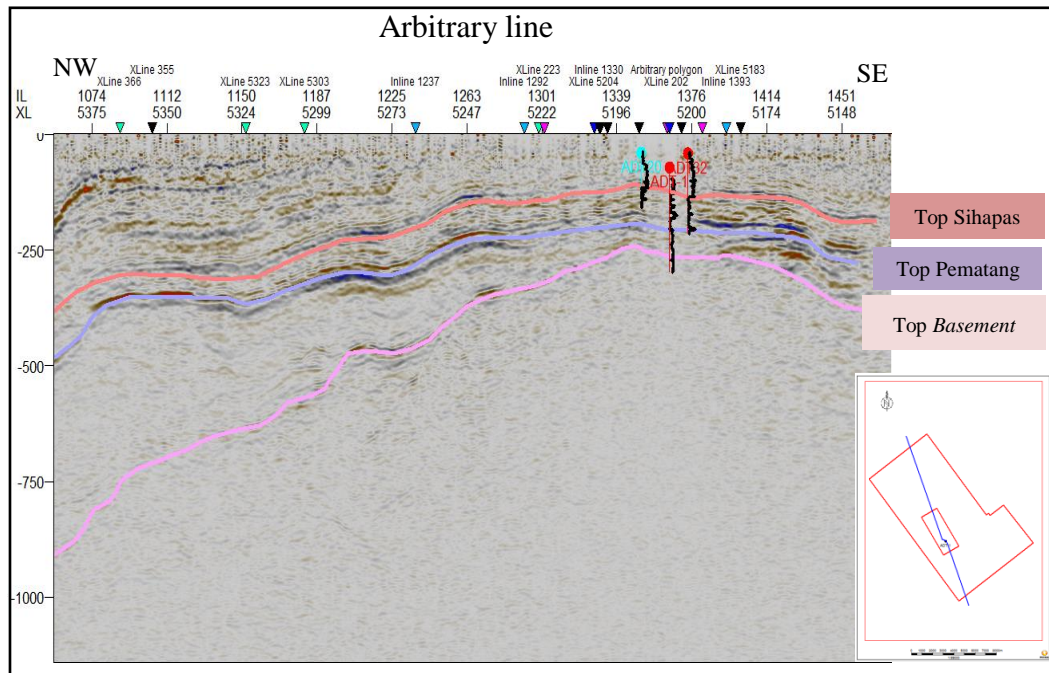 Arbitrary line
NW
SE
XLine 355 XLine 223 Inline 1330 Arbitrary polygon XLine 5183
XLine 366 XLine 5323 XLine 5303 Inline 1237 Inline 1292 XLine 5204 XLine 202 Inline 1393
IL 1074 1112 1150 1187 1225 1263 1301 1339 1376 1414 1451
XL 5375 5350 5324 5299 5273 5247 5222 5196 5200 5174 5148
0
-250
-500
-750
-1000
Top Sihapas
Top Pematang
Top Basement